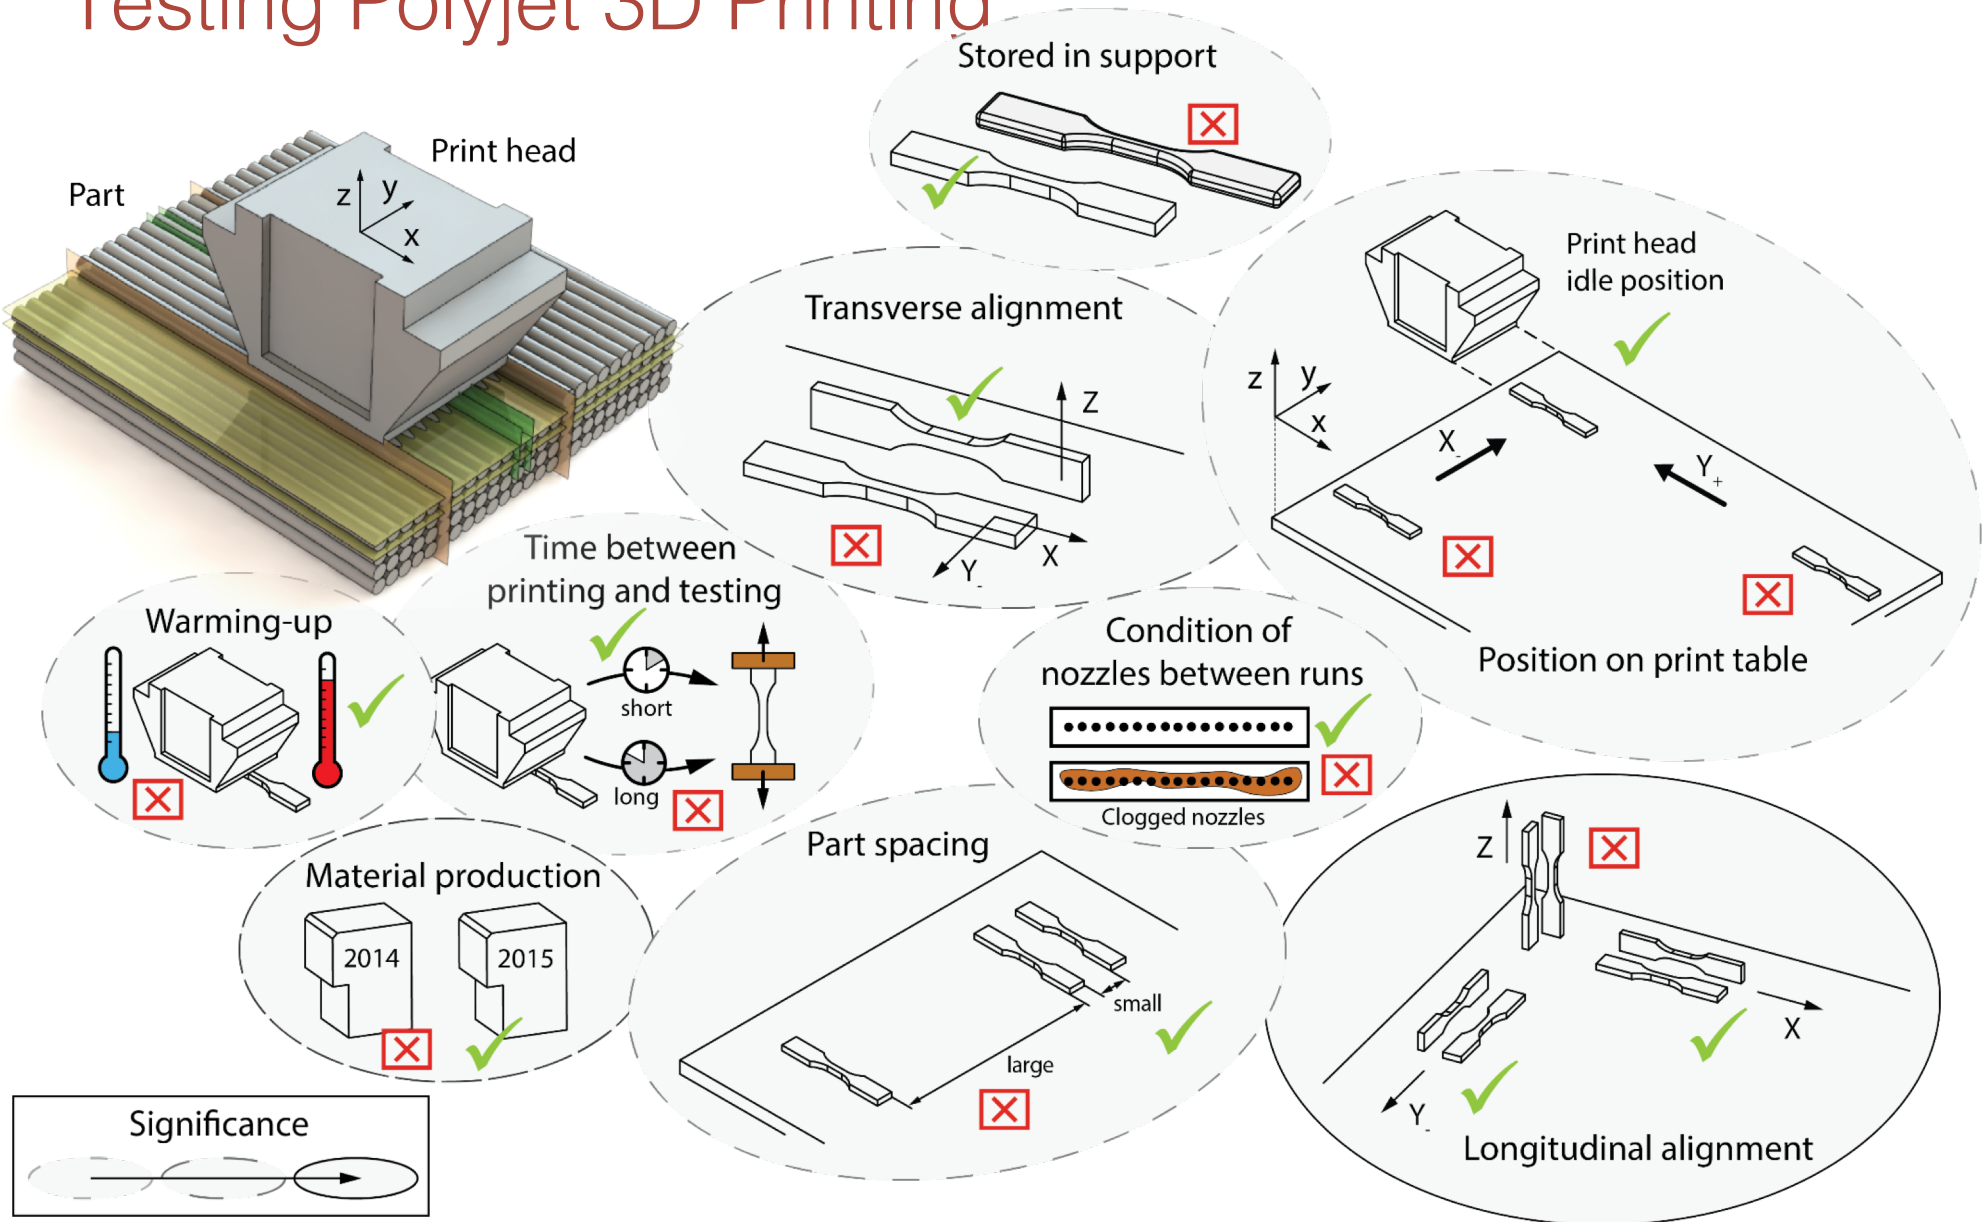 Testing Polyjet 3D Printing
Stored in support
Print head
Part
z
y
x
Print head
idle position
Transverse alignment
Z
X
Y-
z
y
x
X-
Y+
Position on print table
Time between
printing and testing
short
long
Warming-up
Condition of
nozzles between runs
Clogged nozzles
Material production
2014
2015
Part spacing
small
large
Z
X
Y-
Longitudinal alignment
Significance